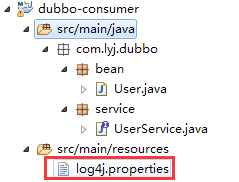 dubbo-consumer
src/main/java
com.lyj.dubbo
bean
User.java
service
UserService.java
src/main/resources
log4j.properties